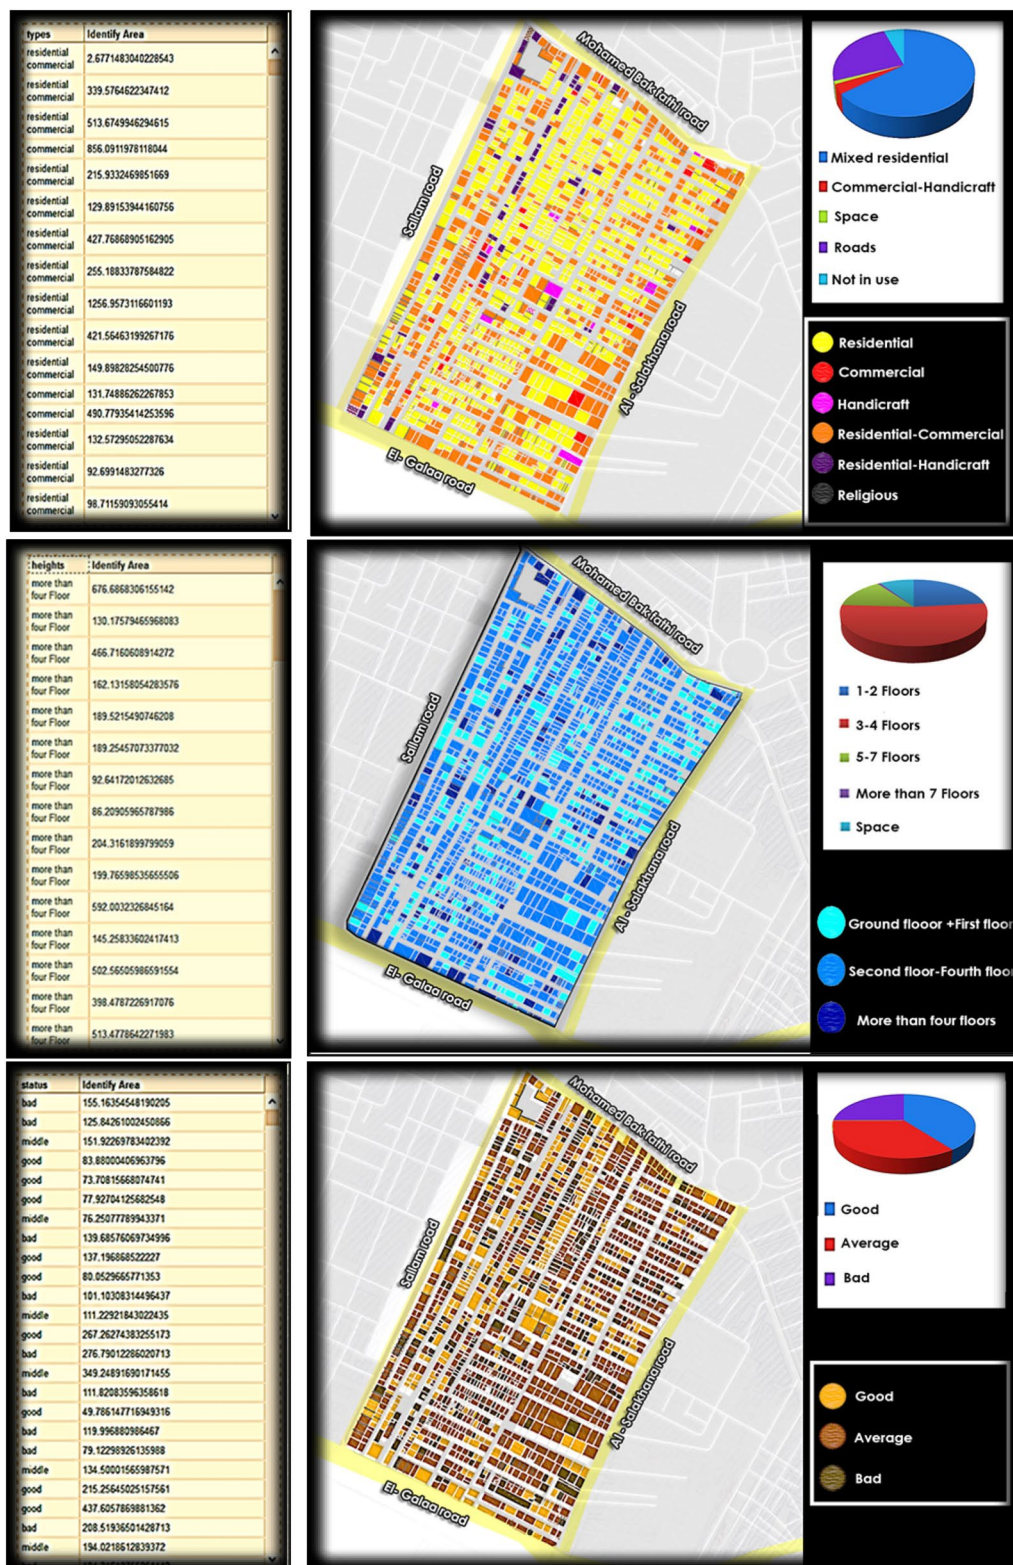 types Identify Area
residential commercial 2.6771483040228543
residential commercial 339.5764622347412
residential commercial 513.6749946294615
commercial 856.0911978118044
residential commercial 215.9332469851669
residential commercial 129.89153944160756
residential commercial 427.76868905162905
residential commercial 255.18833787584822
residential commercial 1256.9573116601193
residential commercial 421.56463199267176
residential commercial 149.89828254500776
commercial 131.74886262267853
commercial 490.77935414253596
residential commercial 132.57295052287634
residential commercial 92.6991483277326
residential commercial 98.71159093055414
Mohamed Bak fathi road
Sallam road
Al - Salakhana road
El- Galaa road
Mixed residential
Commercial-Handicraft
Space
Roads
Not in use
Residential
Commercial
Handicraft
Residential-Commercial
Residential-Handicraft
Religious
heights Identify Area
more than four Floor 676.6868306155142
more than four Floor 130.17579465968083
more than four Floor 466.7160608914272
more than four Floor 162.13158054283576
more than four Floor 189.5215490746208
more than four Floor 189.25457073377032
more than four Floor 92.64172012632685
more than four Floor 86.20905965787986
more than four Floor 204.3161899799059
more than four Floor 199.76598535655506
more than four Floor 592.0032326845164
more than four Floor 145.25833602417413
more than four Floor 502.56505986591554
more than four Floor 398.4787226917076
more than four Floor 513.4778642271983
Mohamed Bak fathi road
Sallam road
Al - Salakhana road
El- Galaa road
1-2 Floors
3-4 Floors
5-7 Floors
More than 7 Floors
Space
Ground flooor +First floor
Second floor-Fourth floor
More than four floors
status Identify Area
bad 155.16354548190205
bad 125.84261002450866
middle 151.92269783402392
good 83.88000406963796
good 73.70815668074741
good 77.92704125682548
middle 76.25077789943371
bad 139.68576069734996
good 137.196868522227
good 80.0529665771353
bad 101.10308314496437
middle 111.22921843022435
good 267.26274383255173
bad 276.79012286020713
middle 349.24891690171455
bad 111.82083596358618
good 49.786147716949316
bad 119.996880986467
bad 79.12298926135988
middle 134.50001565987571
good 215.25645025157561
good 437.6057869881362
bad 208.51936501428713
middle 194.0218612839372
Mohamed Bak fathi road
Sallam road
Al - Salakhana road
El- Galaa road
Good
Average
Bad
Good
Average
Bad